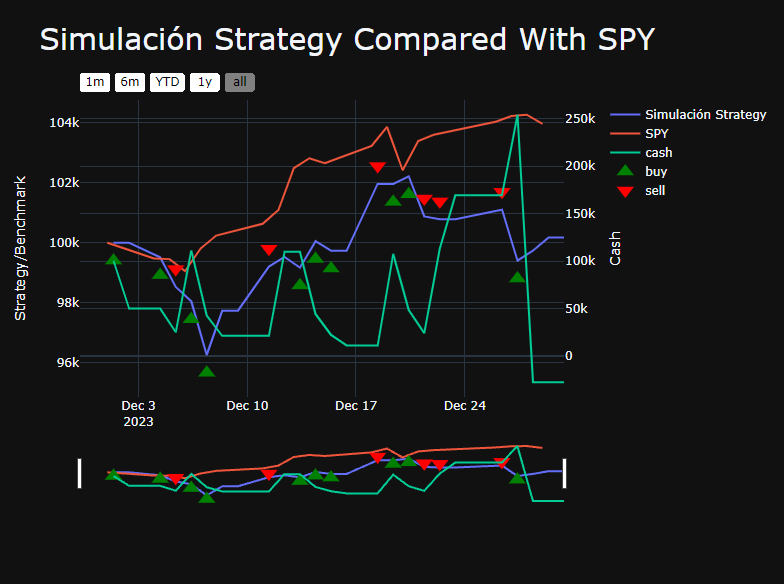 Simulación Strategy Compared With SPY
1m 6m YTD 1y all
Simulación Strategy
SPY
cash
buy
sell
Strategy/Benchmark
104k
102k
100k
98k
96k
250k
200k
150k
100k
50k
0
Cash
Dec 3
2023
Dec 10
Dec 17
Dec 24